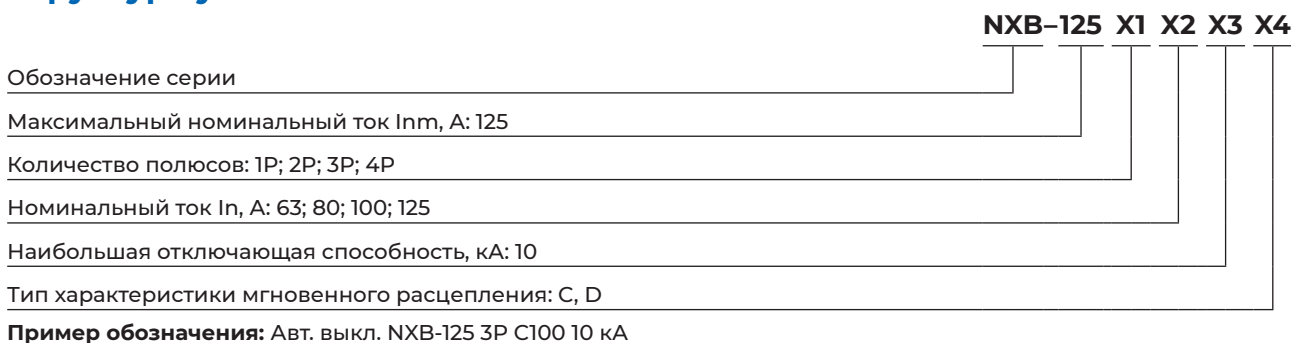 NXB–125 X1 X2 X3 X4
Обозначение серии
Максимальный номинальный ток Inm, А: 125
Количество полюсов: 1P; 2P; 3P; 4P
Номинальный ток In, А: 63; 80; 100; 125
Наибольшая отключающая способность, кА: 10
Тип характеристики мгновенного расцепления: C, D
Пример обозначения: Авт. выкл. NXB-125 3P C100 10 кА